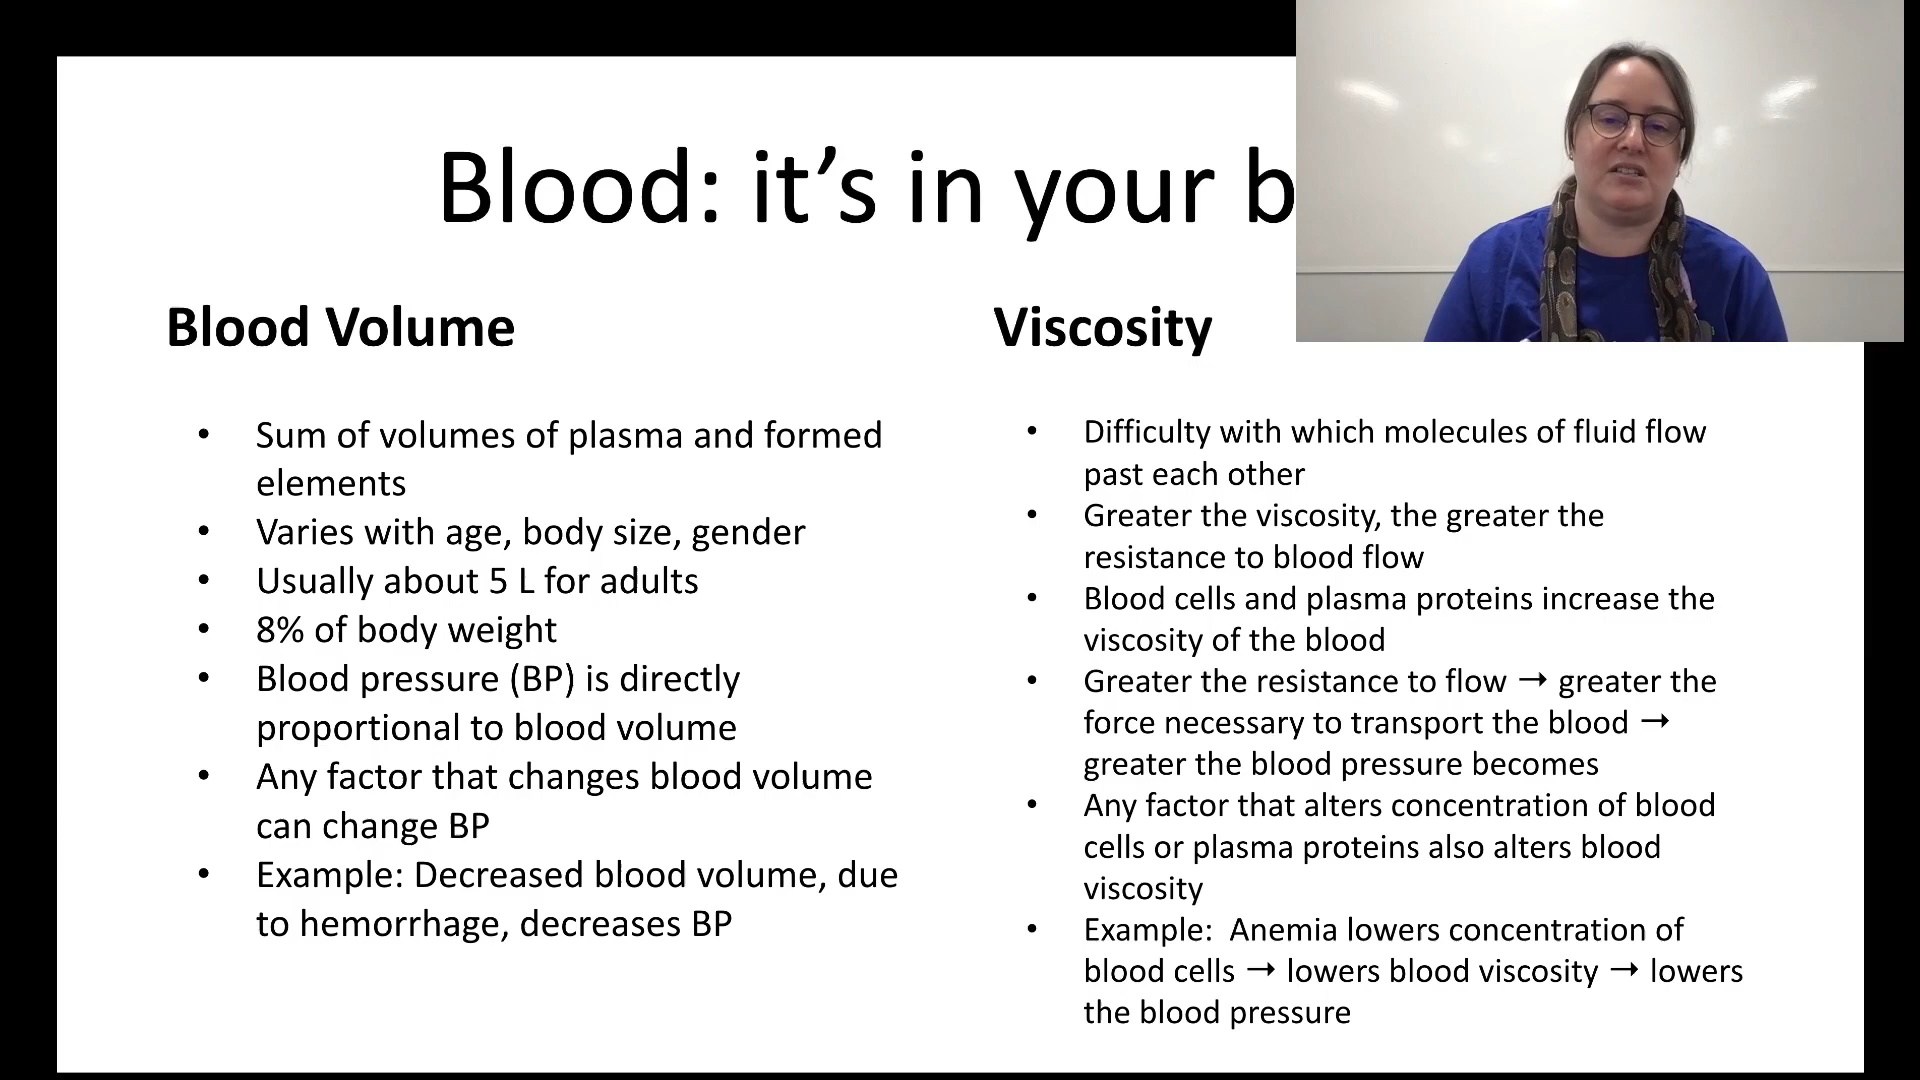 Blood: it’s in your b
Blood Volume
• Sum of volumes of plasma and formed
elements
• Varies with age, body size, gender
• Usually about 5 L for adults
• 8% of body weight
• Blood pressure (BP) is directly
proportional to blood volume
• Any factor that changes blood volume
can change BP
• Example: Decreased blood volume, due
to hemorrhage, decreases BP
Viscosity
• Difficulty with which molecules of fluid flow
past each other
• Greater the viscosity, the greater the
resistance to blood flow
• Blood cells and plasma proteins increase the
viscosity of the blood
• Greater the resistance to flow → greater the
force necessary to transport the blood →
greater the blood pressure becomes
• Any factor that alters concentration of blood
cells or plasma proteins also alters blood
viscosity
• Example:  Anemia lowers concentration of
blood cells → lowers blood viscosity → lowers
the blood pressure